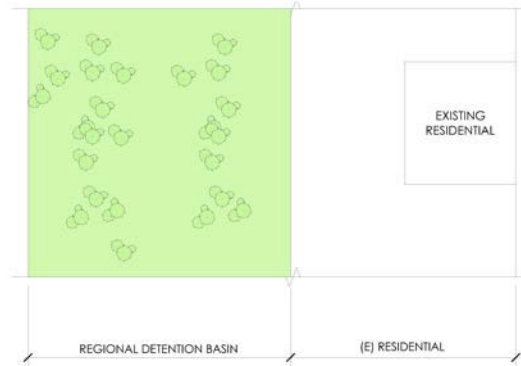 EXISTING
RESIDENTIAL
REGIONAL DETENTION BASIN
(E) RESIDENTIAL